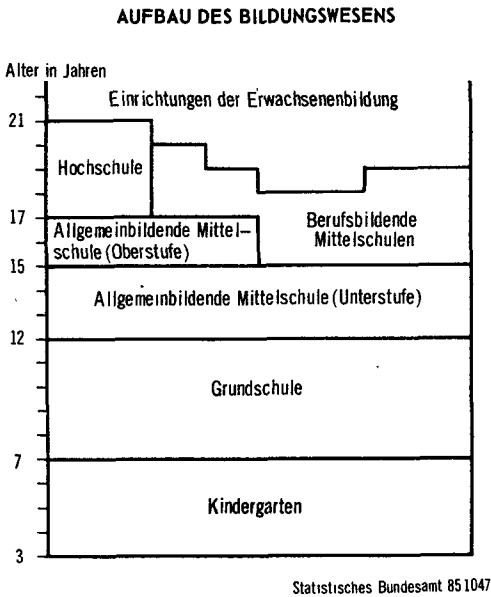 AUFBAU DES BILDUNGSWESENS
Alter in Jahren
Einrichtungen der Erwachsenenbildung
21
Hochschule
17
Allgemeinbildende Mittel-
schule (Oberstufe)
Berufsbildende
Mittelschulen
15
Allgemeinbildende Mittelschule (Unterstufe)
12
Grundschule
7
Kindergarten
3
Statistisches Bundesamt 851047